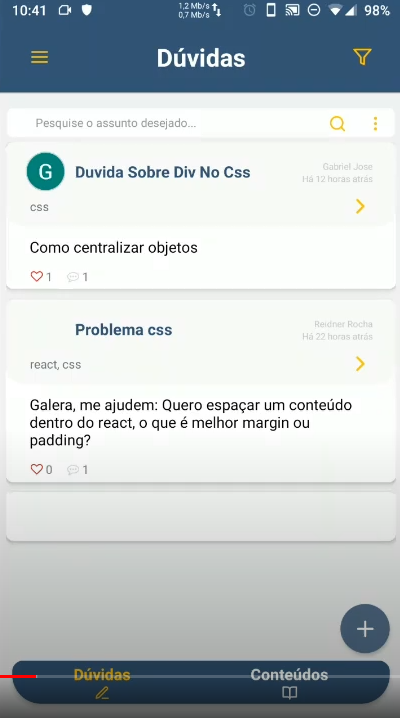 10:41
1,2 Mb/s
0,7 Mb/s
98%
Dúvidas
Pesquise o assunto desejado...
G
Duvida Sobre Div No Css
Gabriel Jose
Há 12 horas atrás
css
Como centralizar objetos
1
1
Problema css
Reidner Rocha
Há 22 horas atrás
react, css
Galera, me ajudem: Quero espaçar um conteúdo
dentro do react, o que é melhor margin ou
padding?
0
1
Dúvidas
Conteúdos